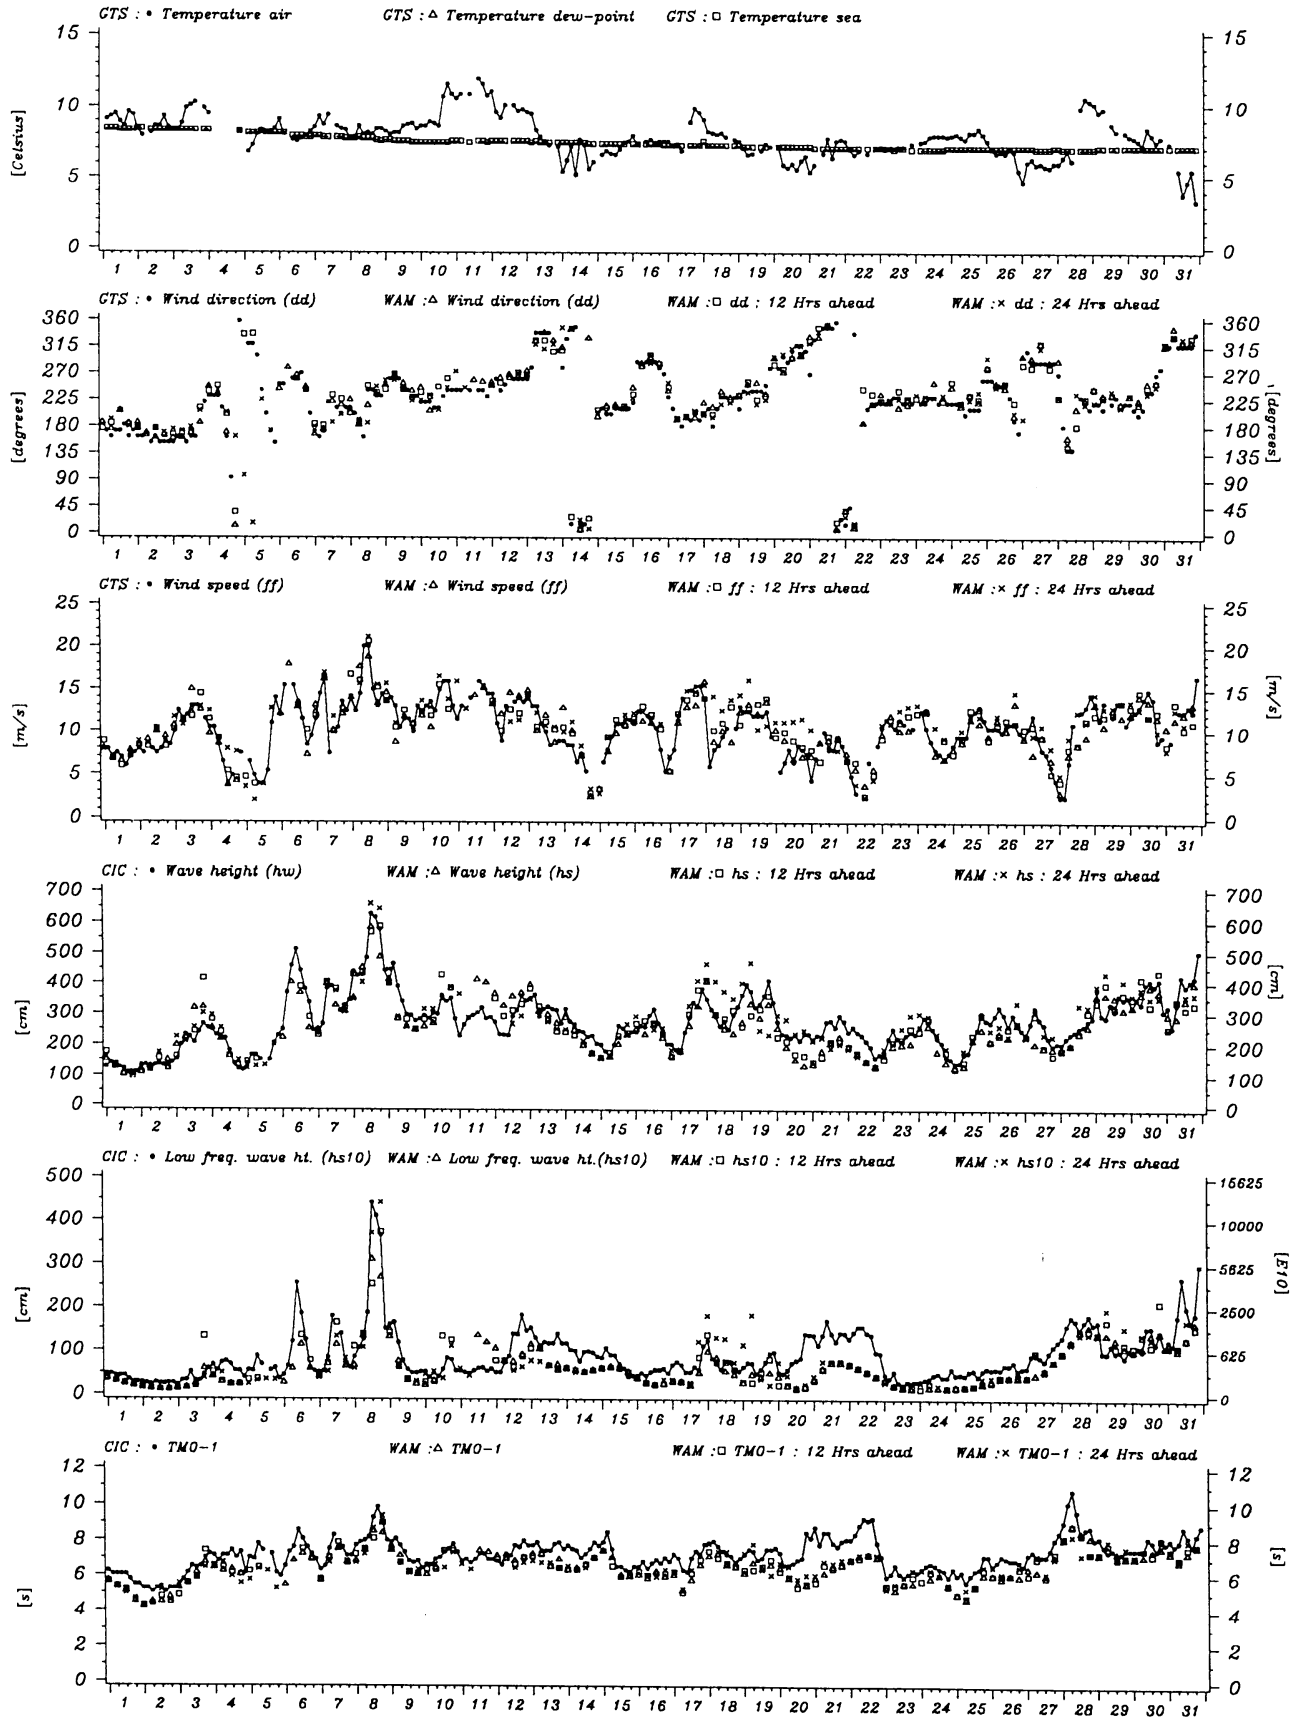 GTS : • Temperature air GTS : △ Temperature dew-point GTS : □ Temperature sea
15 15
10 10
5 5
0 0
[Celsius] [Celsius]
1 2 3 4 5 6 7 8 9 10 11 12 13 14 15 16 17 18 19 20 21 22 23 24 25 26 27 28 29 30 31
GTS : • Wind direction (dd) WAM : △ Wind direction (dd) WAM : □ dd : 12 Hrs ahead WAM : × dd : 24 Hrs ahead
360 360
315 315
270 270
225 225
180 180
135 135
90 90
45 45
0 0
[degrees] [degrees]
1 2 3 4 5 6 7 8 9 10 11 12 13 14 15 16 17 18 19 20 21 22 23 24 25 26 27 28 29 30 31
GTS : • Wind speed (ff) WAM : △ Wind speed (ff) WAM : □ ff : 12 Hrs ahead WAM : × ff : 24 Hrs ahead
25 25
20 20
15 15
10 10
5 5
0 0
[m/s] [m/s]
1 2 3 4 5 6 7 8 9 10 11 12 13 14 15 16 17 18 19 20 21 22 23 24 25 26 27 28 29 30 31
CIC : • Wave height (hw) WAM : △ Wave height (hs) WAM : □ hs : 12 Hrs ahead WAM : × hs : 24 Hrs ahead
700 700
600 600
500 500
400 400
300 300
200 200
100 100
0 0
[cm] [cm]
1 2 3 4 5 6 7 8 9 10 11 12 13 14 15 16 17 18 19 20 21 22 23 24 25 26 27 28 29 30 31
CIC : • Low freq. wave ht. (hs10) WAM : △ Low freq. wave ht.(hs10) WAM : □ hs10 : 12 Hrs ahead WAM : × hs10 : 24 Hrs ahead
500 15625
400 10000
300 5625
200 2500
100 625
0 0
[cm] [E10]
1 2 3 4 5 6 7 8 9 10 11 12 13 14 15 16 17 18 19 20 21 22 23 24 25 26 27 28 29 30 31
CIC : • TM0-1 WAM : △ TM0-1 WAM : □ TM0-1 : 12 Hrs ahead WAM : × TM0-1 : 24 Hrs ahead
12 12
10 10
8 8
6 6
4 4
2 2
0 0
[s] [s]
1 2 3 4 5 6 7 8 9 10 11 12 13 14 15 16 17 18 19 20 21 22 23 24 25 26 27 28 29 30 31